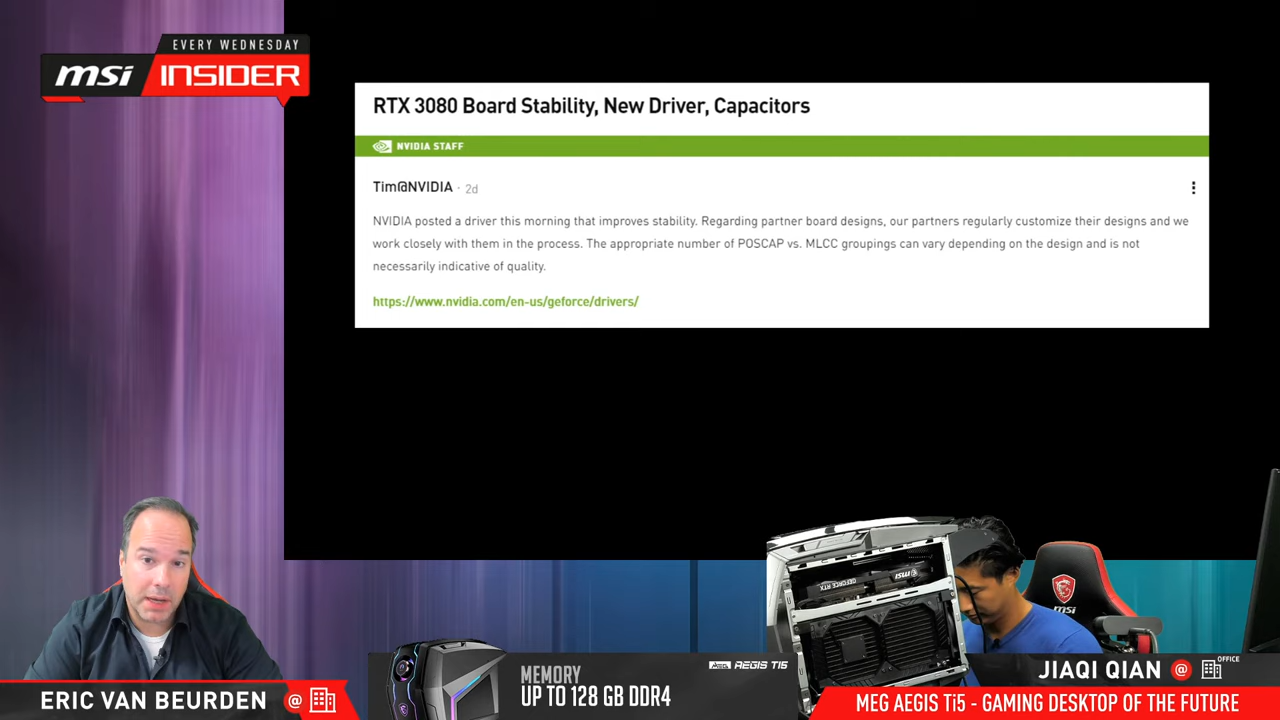 EVERY WEDNESDAY
msi INSIDER
RTX 3080 Board Stability, New Driver, Capacitors
NVIDIA STAFF
Tim@NVIDIA · 2d
NVIDIA posted a driver this morning that improves stability. Regarding partner board designs, our partners regularly customize their designs and we
work closely with them in the process. The appropriate number of POSCAP vs. MLCC groupings can vary depending on the design and is not
necessarily indicative of quality.
https://www.nvidia.com/en-us/geforce/drivers/
GEFORCE RTX
msi
msi
MEMORY
UP TO 128 GB DDR4
AEGIS Ti5
JIAQI QIAN @ OFFICE
ERIC VAN BEURDEN @
MEG AEGIS Ti5 - GAMING DESKTOP OF THE FUTURE